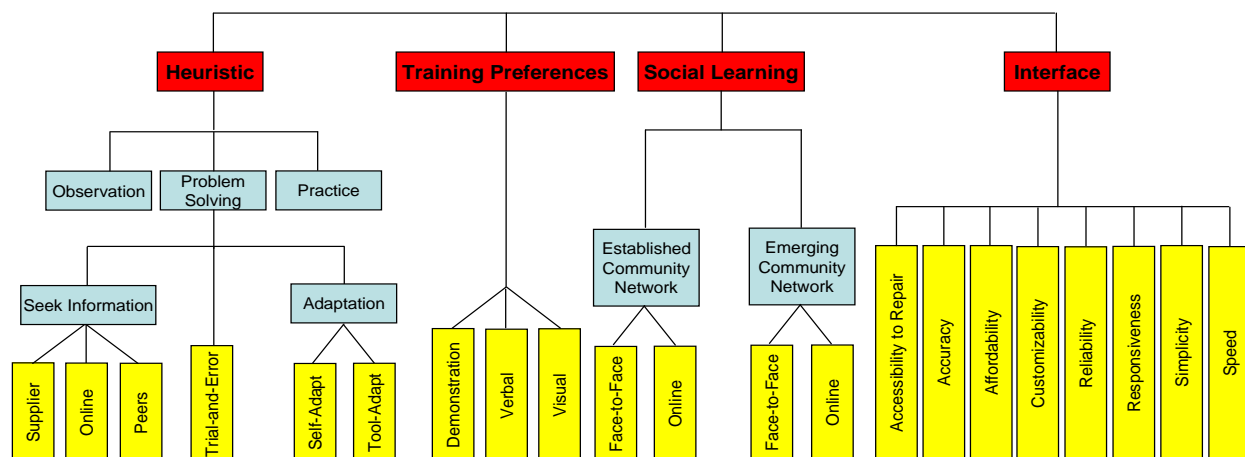 Heuristic
Training Preferences
Social Learning
Interface
Observation
Problem
Solving
Practice
Established
Community
Network
Emerging
Community
Network
Seek Information
Adaptation
Supplier
Online
Peers
Trial-and-Error
Self-Adapt
Tool-Adapt
Demonstration
Verbal
Visual
Face-to-Face
Online
Face-to-Face
Online
Accessibility to Repair
Accuracy
Affordability
Customizability
Reliability
Responsiveness
Simplicity
Speed